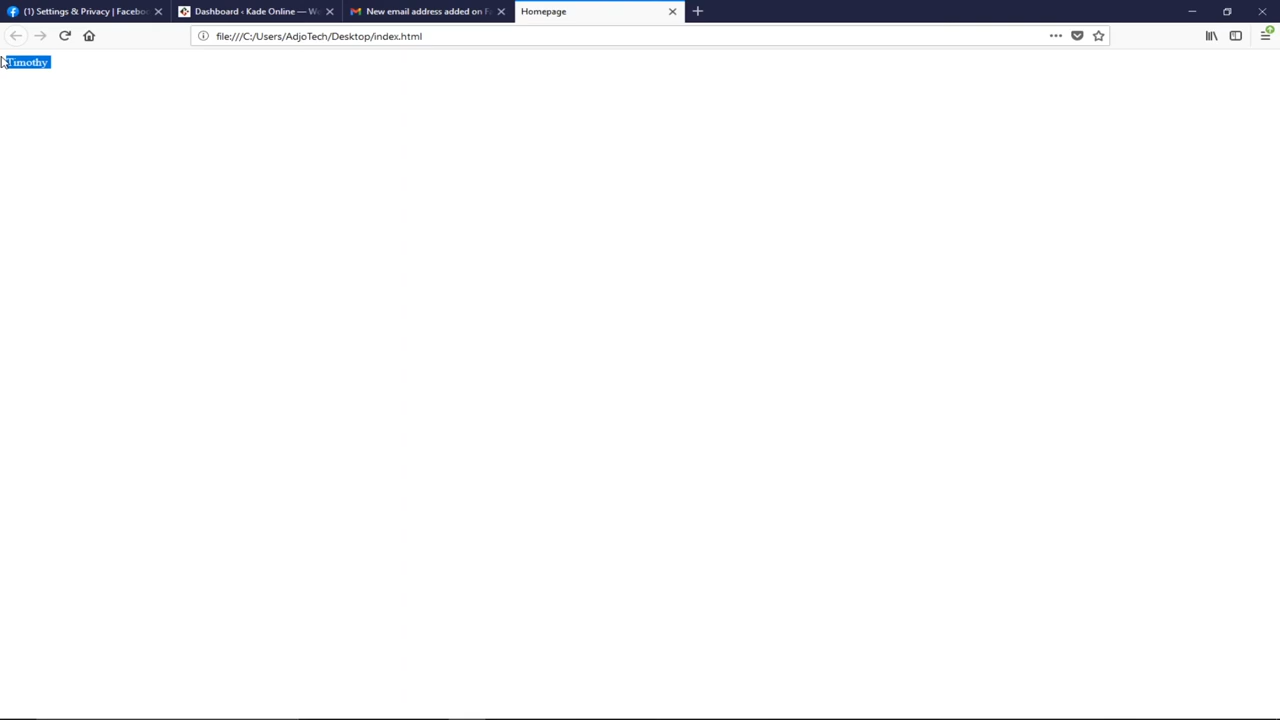 (1) Settings & Privacy | Facebo
Dashboard ‹ Kade Online — W
New email address added on F
Homepage
file:///C:/Users/AdjoTech/Desktop/index.html
Timothy